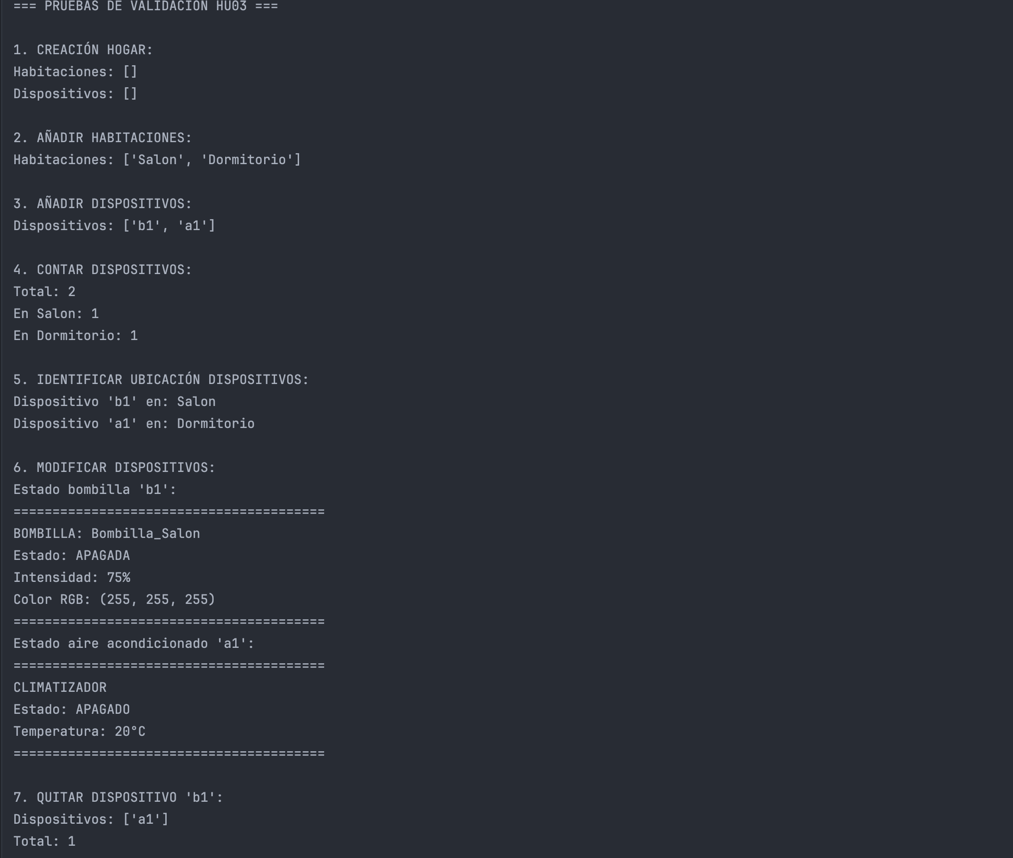 === PRUEBAS DE VALIDACIÓN HU03 ===
1. CREACIÓN HOGAR:
Habitaciones: []
Dispositivos: []
2. AÑADIR HABITACIONES:
Habitaciones: ['Salon', 'Dormitorio']
3. AÑADIR DISPOSITIVOS:
Dispositivos: ['b1', 'a1']
4. CONTAR DISPOSITIVOS:
Total: 2
En Salon: 1
En Dormitorio: 1
5. IDENTIFICAR UBICACIÓN DISPOSITIVOS:
Dispositivo 'b1' en: Salon
Dispositivo 'a1' en: Dormitorio
6. MODIFICAR DISPOSITIVOS:
Estado bombilla 'b1':
========================================
BOMBILLA: Bombilla_Salon
Estado: APAGADA
Intensidad: 75%
Color RGB: (255, 255, 255)
========================================
Estado aire acondicionado 'a1':
========================================
CLIMATIZADOR
Estado: APAGADO
Temperatura: 20°C
========================================
7. QUITAR DISPOSITIVO 'b1':
Dispositivos: ['a1']
Total: 1